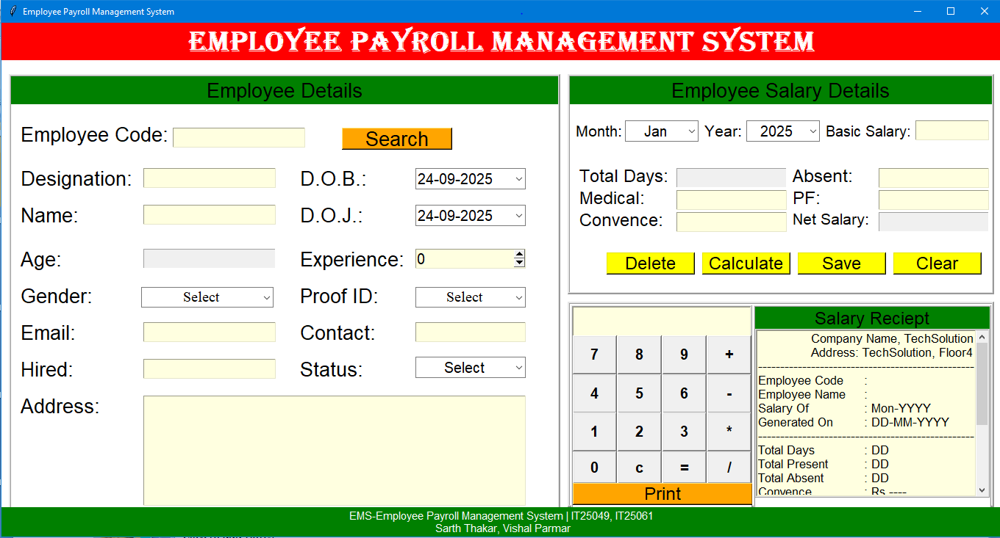 Employee Payroll Management System
EMPLOYEE PAYROLL MANAGEMENT SYSTEM
Employee Details
Employee Code:
Search
Designation:
D.O.B.:
24-09-2025
Name:
D.O.J.:
24-09-2025
Age:
Experience:
0
Gender:
Select
Proof ID:
Select
Email:
Contact:
Hired:
Status:
Select
Address:
Employee Salary Details
Month:
Jan
Year:
2025
Basic Salary:
Total Days:
Absent:
Medical:
PF:
Convence:
Net Salary:
Delete
Calculate
Save
Clear
7 8 9 +
4 5 6 -
1 2 3 *
0 c = /
Print
Salary Reciept
Company Name, TechSolution
Address: TechSolution, Floor4
Employee Code :
Employee Name :
Salary Of : Mon-YYYY
Generated On : DD-MM-YYYY
Total Days : DD
Total Present : DD
Total Absent : DD
Convence : Rs.----
EMS-Employee Payroll Management System | IT25049, IT25061
Sarth Thakar, Vishal Parmar